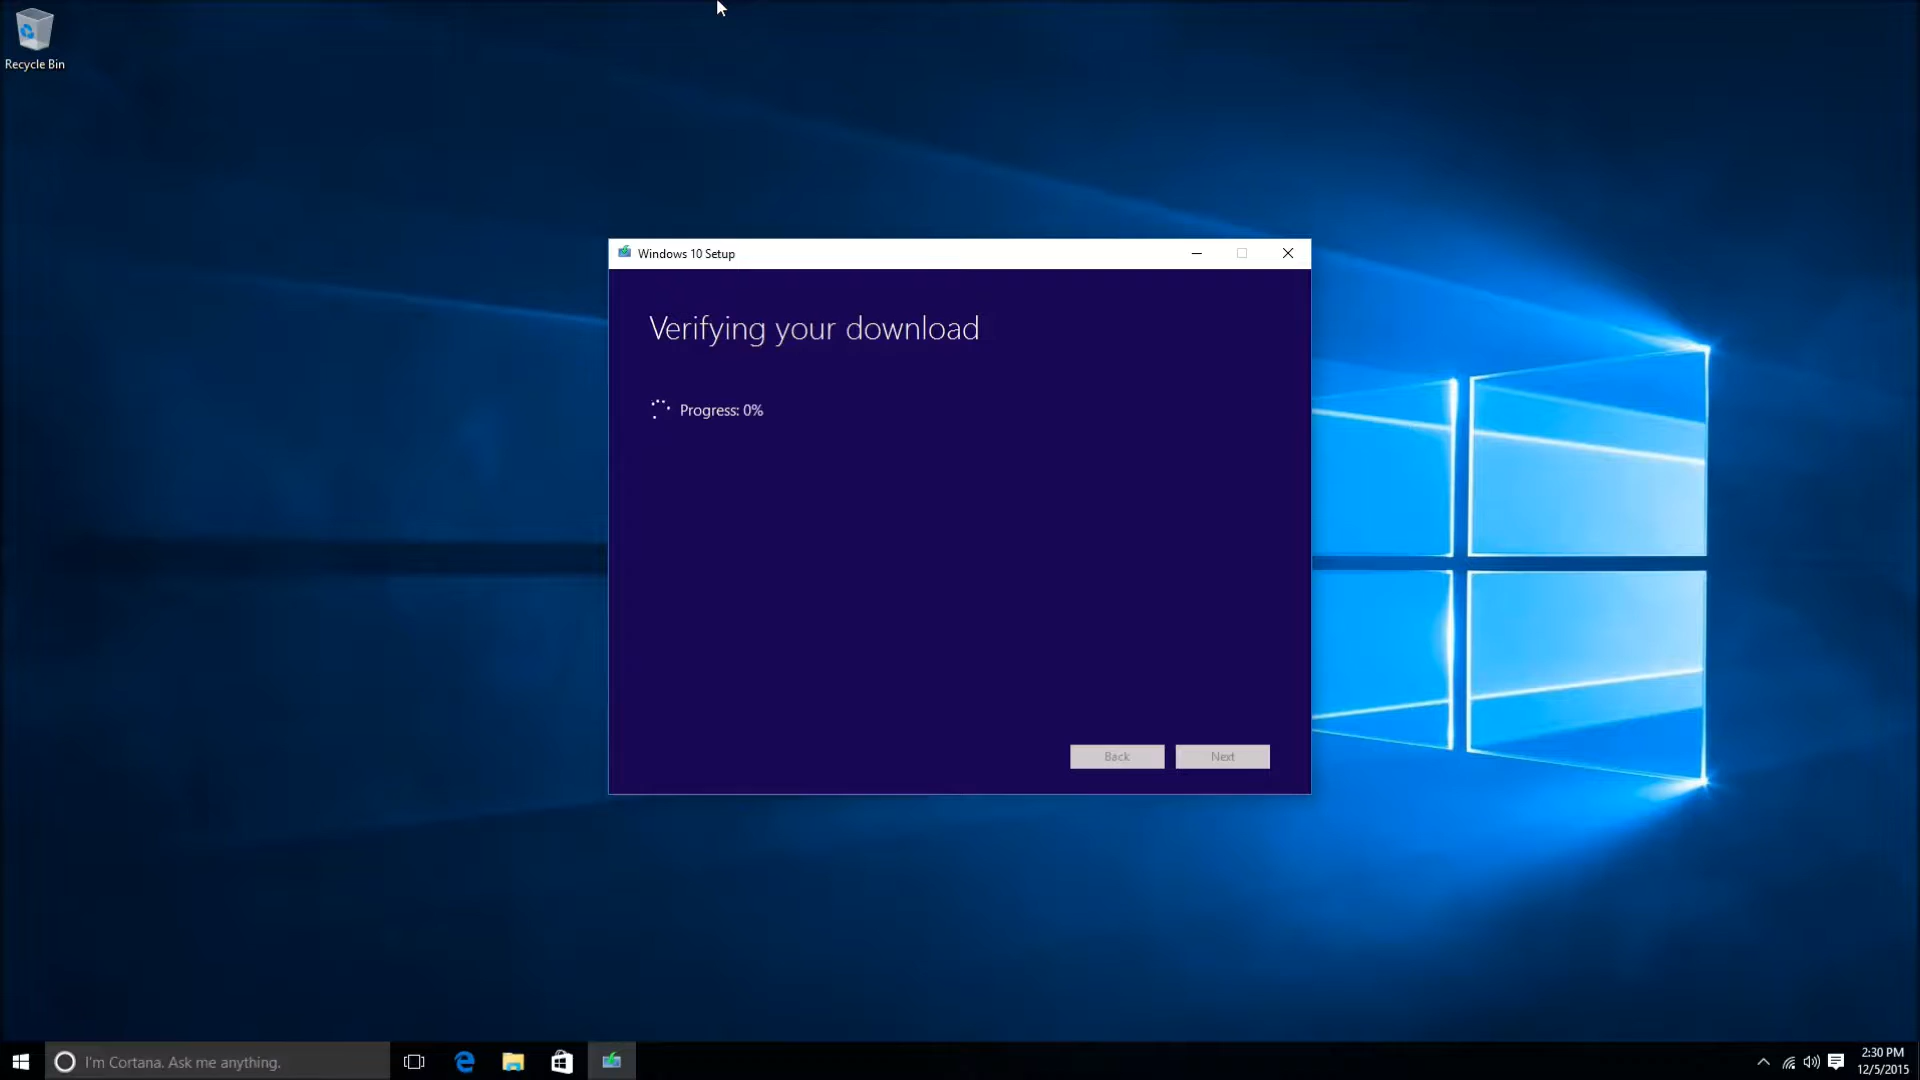 Recycle Bin
Windows 10 Setup
Verifying your download
Progress: 0%
Back
Next
I'm Cortana. Ask me anything.
2:30 PM
12/5/2015